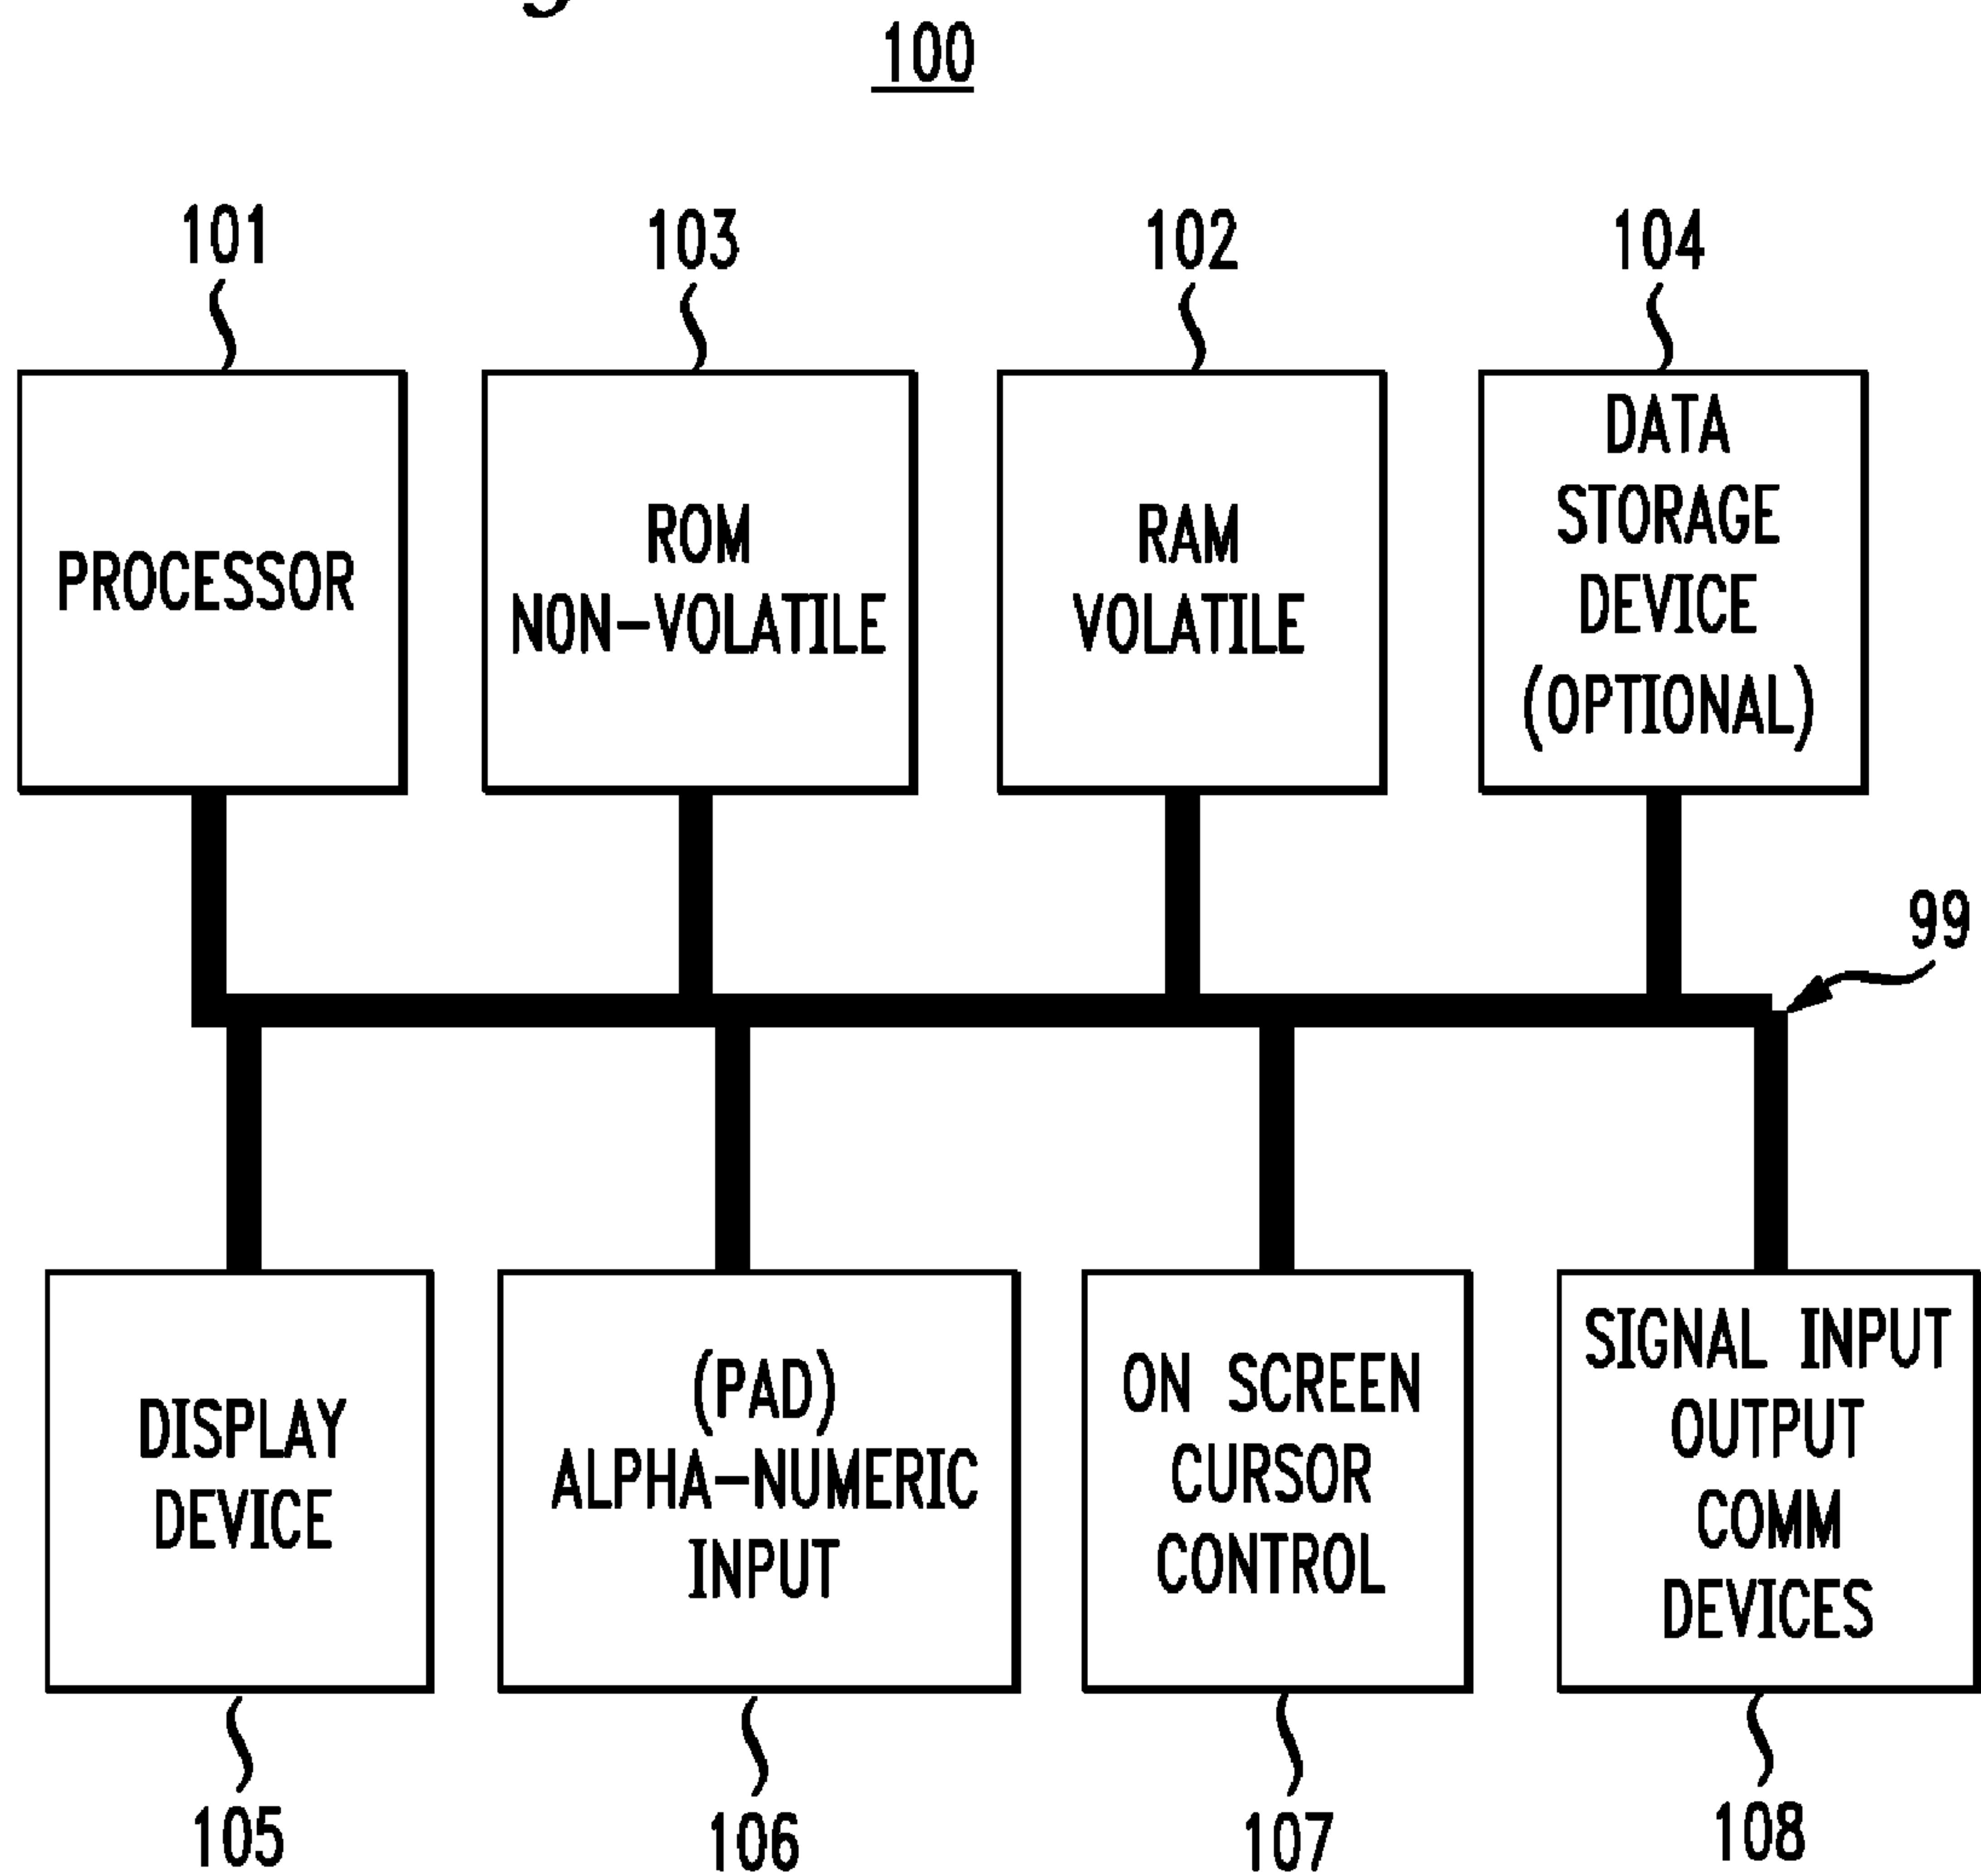 100
101
103
102
104
PROCESSOR
ROM
NON-VOLATILE
RAM
VOLATILE
DATA
STORAGE
DEVICE
(OPTIONAL)
99
DISPLAY
DEVICE
(PAD)
ALPHA-NUMERIC
INPUT
ON SCREEN
CURSOR
CONTROL
SIGNAL INPUT
OUTPUT
COMM
DEVICES
105
106
107
108